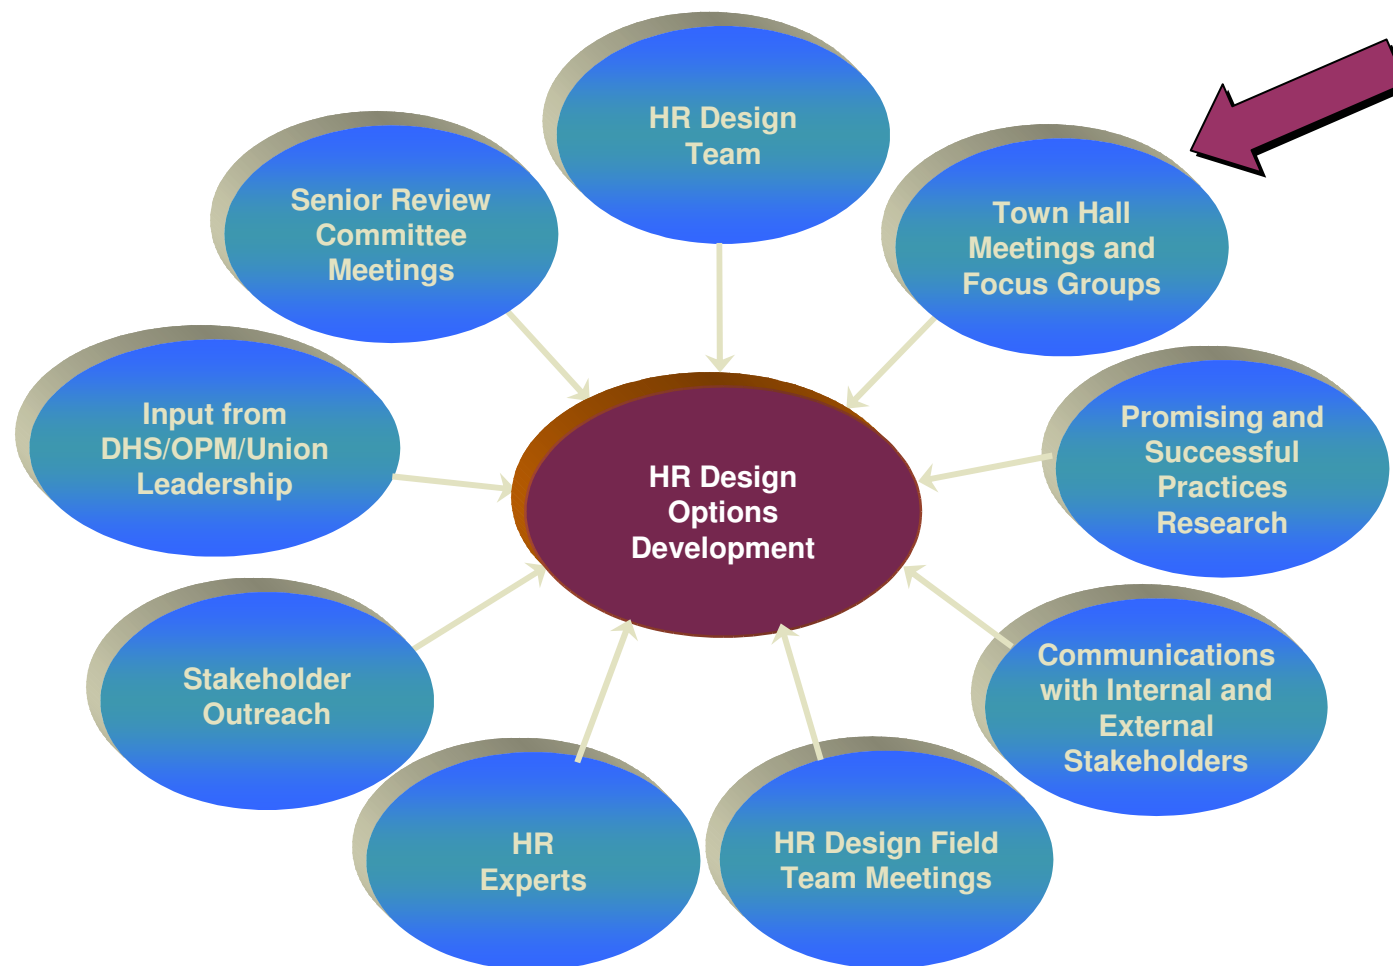 HR Design
Team
Senior Review
Committee
Meetings
Town Hall
Meetings and
Focus Groups
Input from
DHS/OPM/Union
Leadership
HR Design
Options
Development
Promising and
Successful
Practices
Research
Stakeholder
Outreach
Communications
with Internal and
External
Stakeholders
HR
Experts
HR Design Field
Team Meetings